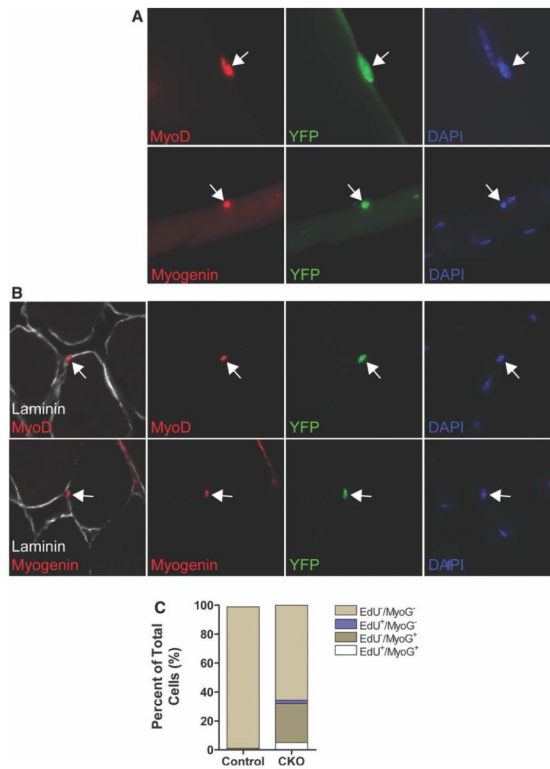 A
MyoD
YFP
DAPI
Myogenin
YFP
DAPI
B
Laminin
MyoD
MyoD
YFP
DAPI
Laminin
Myogenin
Myogenin
YFP
DAPI
C
Percent of Total
Cells (%)
100
80
60
40
20
0
Control
CKO
EdU⁻/MyoG⁻
EdU⁺/MyoG⁻
EdU⁻/MyoG⁺
EdU⁺/MyoG⁺